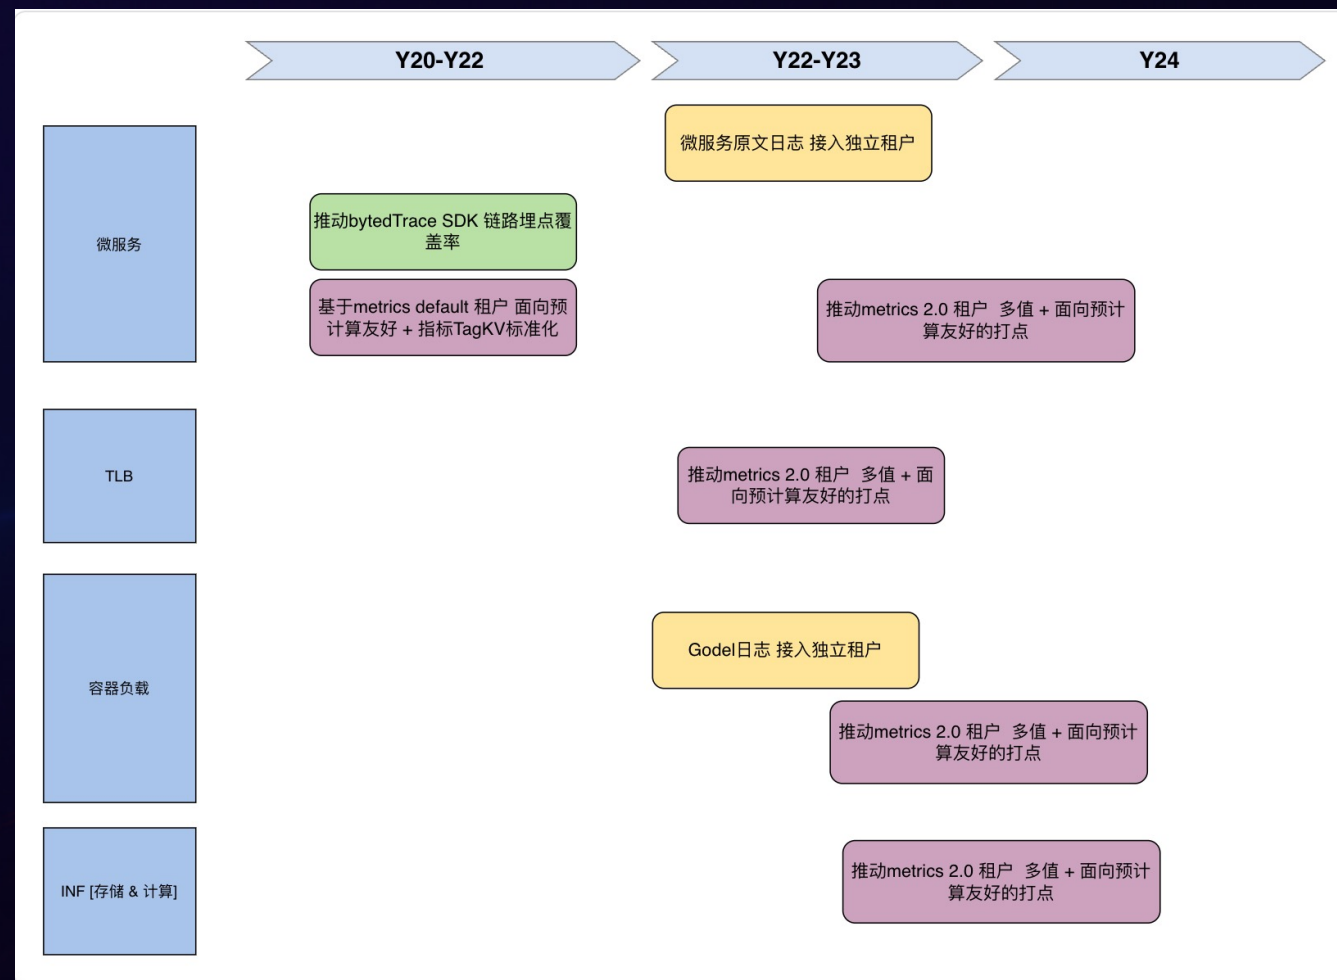 Y20-Y22
Y22-Y23
Y24
微服务
微服务原文日志 接入独立租户
推动bytedTrace SDK 链路埋点覆
盖率
基于metrics default 租户 面向预
计算友好 + 指标TagKV标准化
推动metrics 2.0 租户  多值 + 面向预计
算友好的打点
TLB
推动metrics 2.0 租户  多值 + 面
向预计算友好的打点
容器负载
Godel日志 接入独立租户
推动metrics 2.0 租户  多值 + 面向预计
算友好的打点
INF [存储 & 计算]
推动metrics 2.0 租户  多值 + 面向预计
算友好的打点